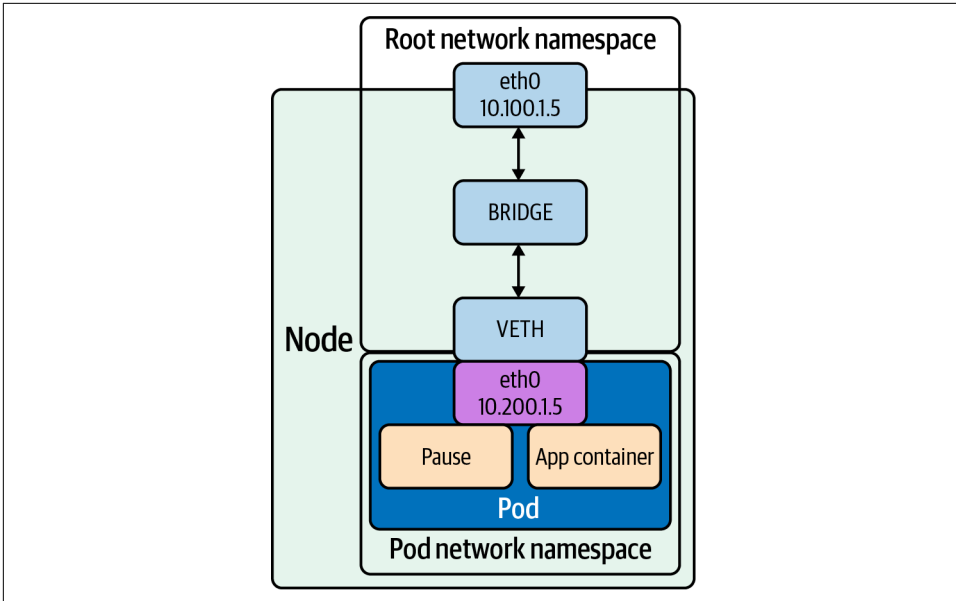 Root network namespace
eth0
10.100.1.5
BRIDGE
Node
VETH
eth0
10.200.1.5
Pause
App container
Pod
Pod network namespace